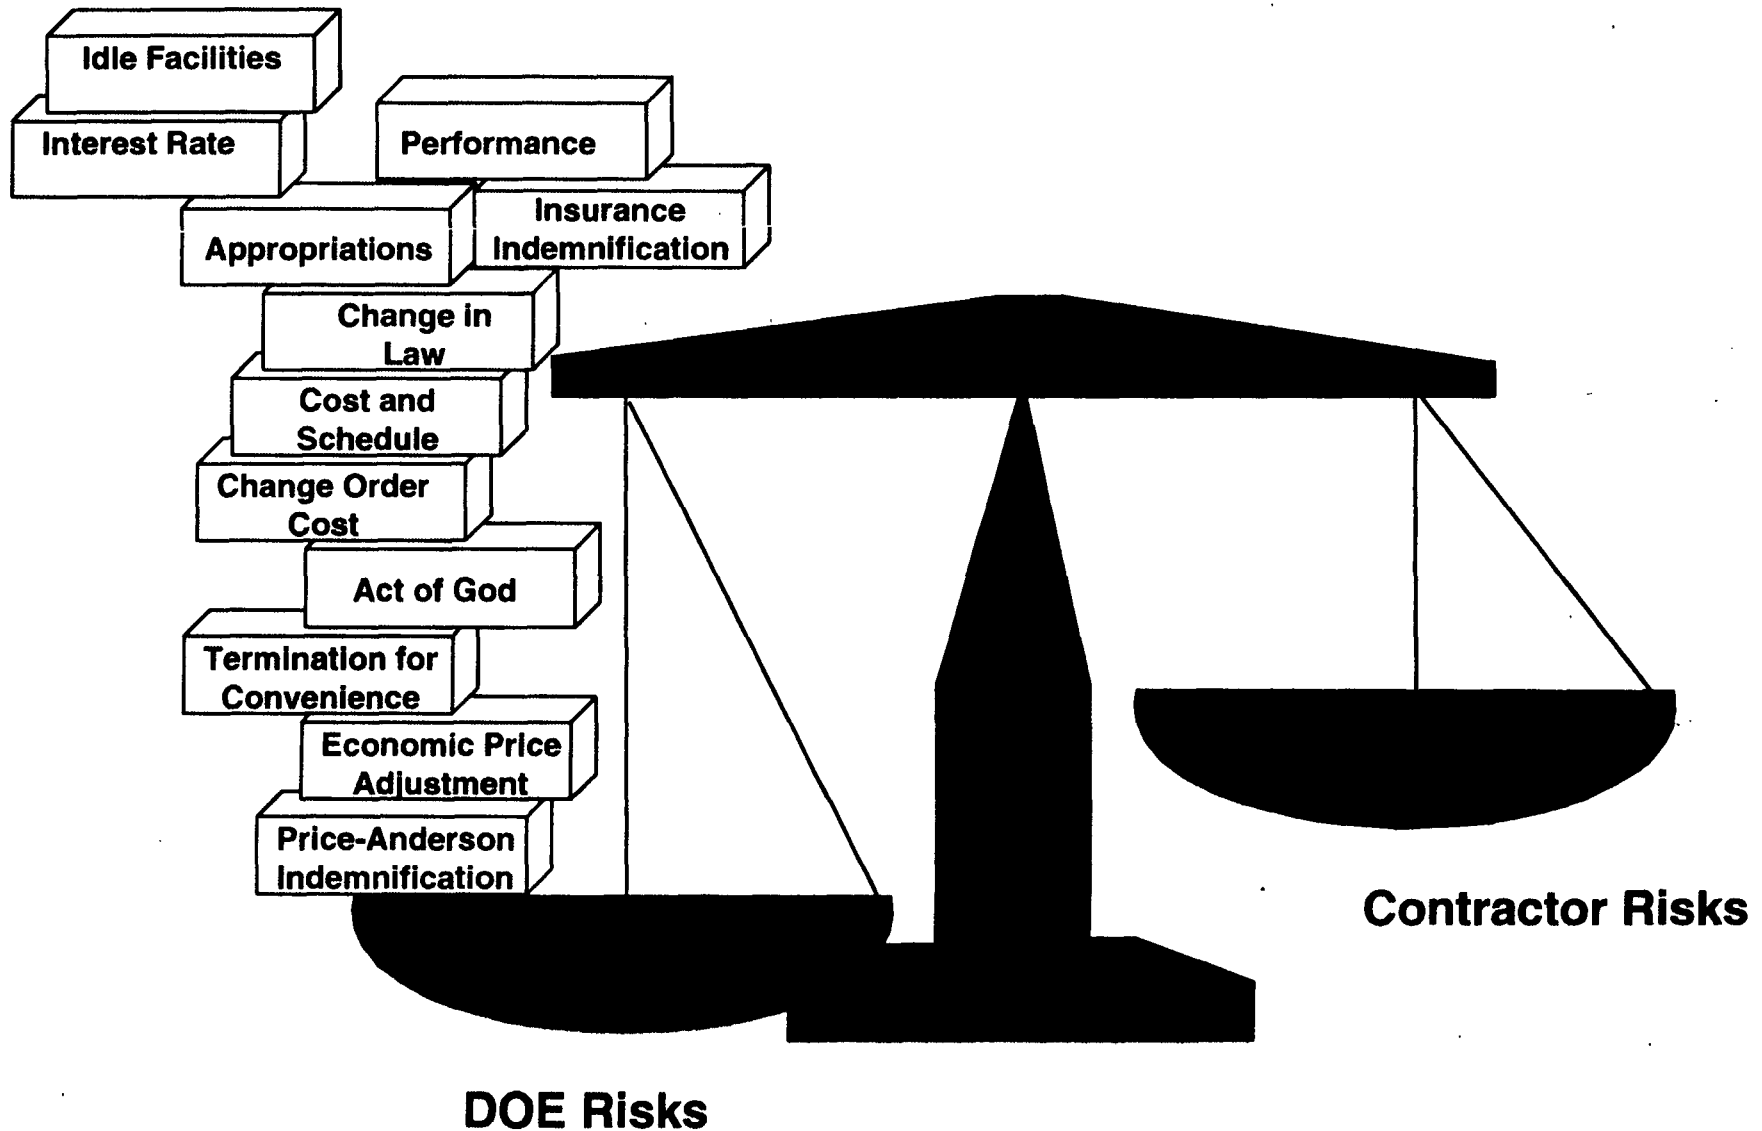 Idle Facilities
Interest Rate
Performance
Appropriations
Insurance
Indemnification
Change in
Law
Cost and
Schedule
Change Order
Cost
Act of God
Termination for
Convenience
Economic Price
Adjustment
Price-Anderson
Indemnification
Contractor Risks
DOE Risks